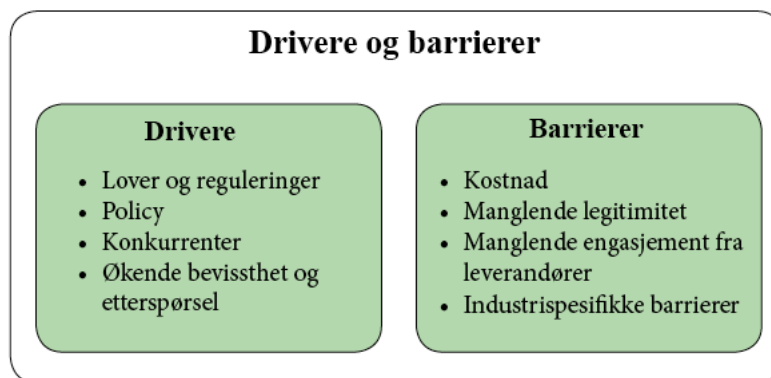 Drivere og barrierer
Drivere
• Lover og reguleringer
• Policy
• Konkurrenter
• Økende bevissthet og
etterspørsel
Barrierer
• Kostnad
• Manglende legitimitet
• Manglende engasjement fra
leverandører
• Industrispesifikke barrierer